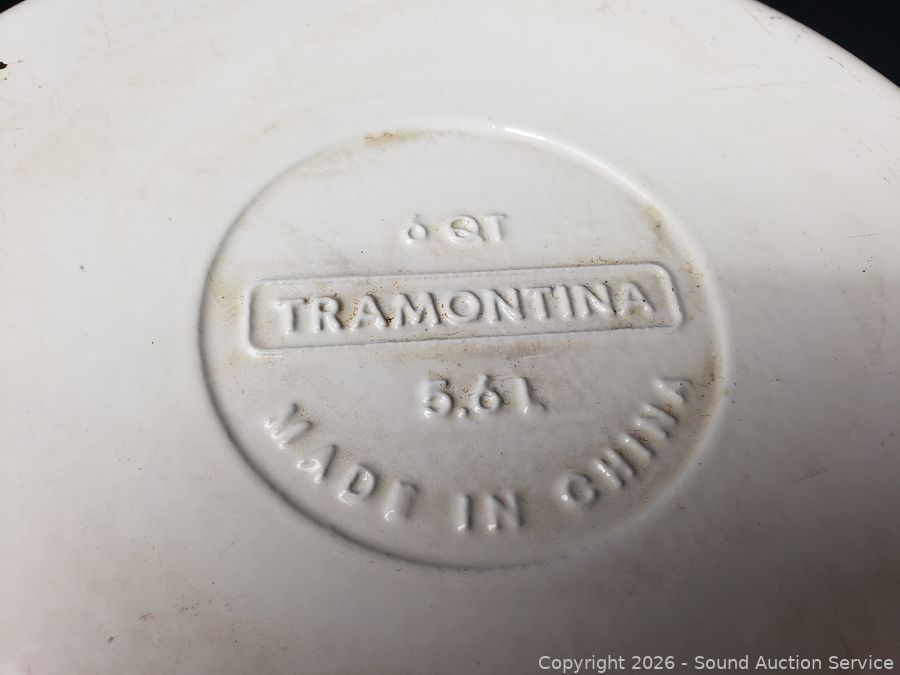 6 QT
TRAMONTINA
5.6 L
MADE IN CHINA
Copyright © 2026 - Sound Auction Service